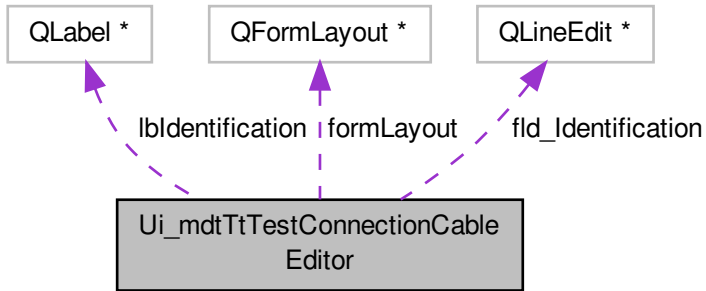 QLabel *
QFormLayout *
QLineEdit *
lbIdentification
formLayout
fld_Identification
Ui_mdtTtTestConnectionCable
Editor